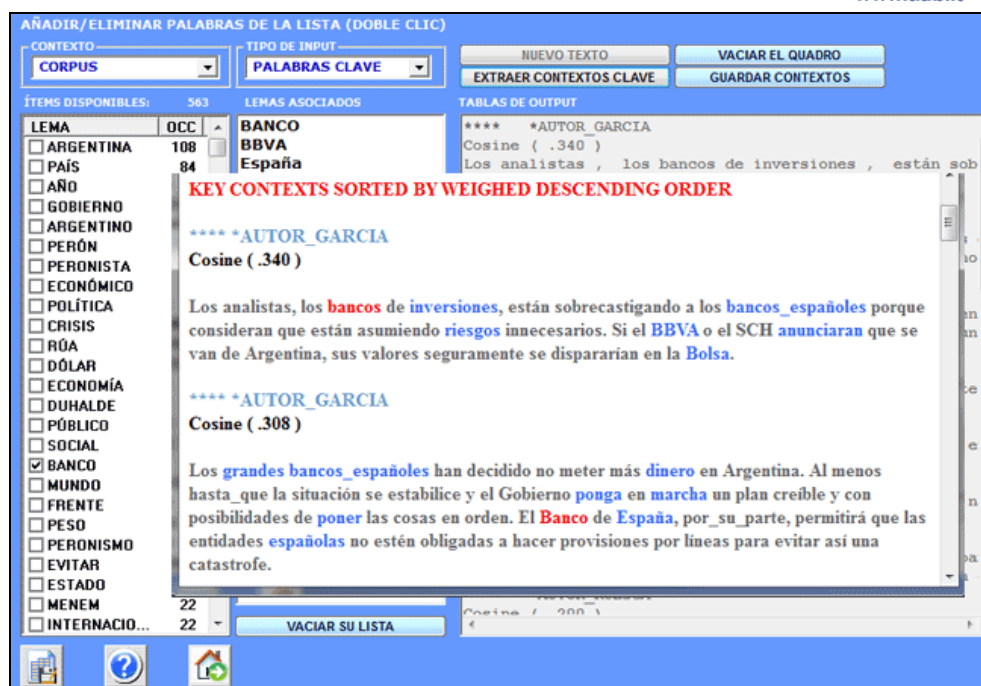 AÑADIR/ELIMINAR PALABRAS DE LA LISTA (DOBLE CLIC)
CONTEXTO
CORPUS
TIPO DE INPUT
PALABRAS CLAVE
NUEVO TEXTO
VACIAR EL QUADRO
EXTRAER CONTEXTOS CLAVE
GUARDAR CONTEXTOS
ÍTEMS DISPONIBLES: 563
LEMAS ASOCIADOS
TABLAS DE OUTPUT
LEMA OCC
ARGENTINA 108
PAÍS 84
AÑO
GOBIERNO
ARGENTINO
PERÓN
PERONISTA
ECONÓMICO
POLÍTICA
CRISIS
RÚA
DÓLAR
ECONOMÍA
DUHALDE
PÚBLICO
SOCIAL
BANCO
MUNDO
FRENTE
PESO
PERONISMO
EVITAR
ESTADO
MENEM 22
INTERNACIO... 22
BANCO
BBVA
España
VACIAR SU LISTA
**** *AUTOR_GARCIA
Cosine ( .340 )
Los analistas , los bancos de inversiones , están sob
KEY CONTEXTS SORTED BY WEIGHED DESCENDING ORDER
**** *AUTOR_GARCIA
Cosine ( .340 )
Los analistas, los bancos de inversiones, están sobrecastigando a los bancos_españoles porque
consideran que están asumiendo riesgos innecesarios. Si el BBVA o el SCH anunciaran que se
van de Argentina, sus valores seguramente se dispararían en la Bolsa.
**** *AUTOR_GARCIA
Cosine ( .308 )
Los grandes bancos_españoles han decidido no meter más dinero en Argentina. Al menos
hasta_que la situación se estabilice y el Gobierno ponga en marcha un plan creíble y con
posibilidades de poner las cosas en orden. El Banco de España, por_su_parte, permitirá que las
entidades españolas no estén obligadas a hacer provisiones por líneas para evitar así una
catastrofe.